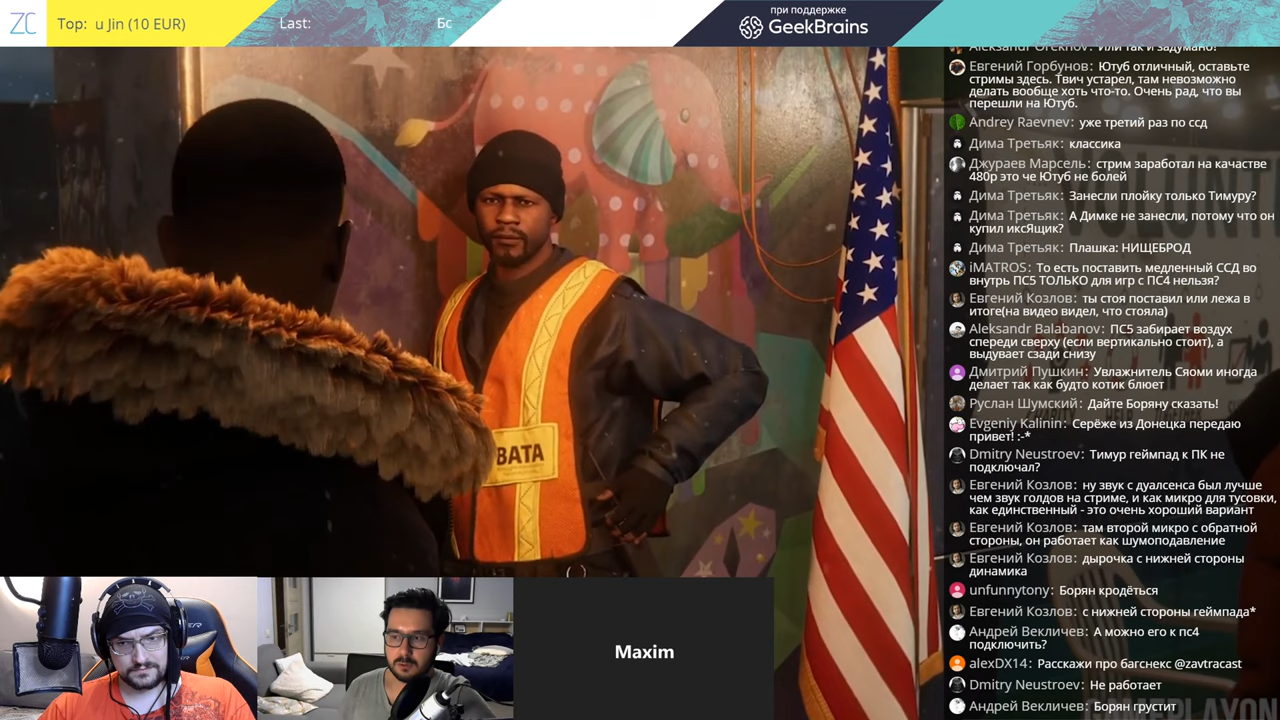 ZC
Top: u Jin (10 EUR)
Last:
Бс
при поддержке
GeekBrains
Aleksandr Orekhov: Или так и задумано!
Евгений Горбунов: Ютуб отличный, оставьте
стримы здесь. Твич устарел, там невозможно
делать вообще хоть что-то. Очень рад, что вы
перешли на Ютуб.
Andrey Raevnev: уже третий раз по ссд
Дима Третьяк: классика
Джураев Марсель: стрим заработал на качастве
480р это че Ютуб не болей
Дима Третьяк: Занесли плойку только Тимуру?
Дима Третьяк: А Димке не занесли, потому что он
купил иксЯщик?
Дима Третьяк: Плашка: НИЩЕБРОД
iMATROS: То есть поставить медленный ССД во
внутрь ПС5 ТОЛЬКО для игр с ПС4 нельзя?
Евгений Козлов: ты стоя поставил или лежа в
итоге(на видео видел, что стояла)
Aleksandr Balabanov: ПС5 забирает воздух
спереди сверху (если вертикально стоит), а
выдувает сзади снизу
Дмитрий Пушкин: Увлажнитель Сяоми иногда
делает так как будто котик блюет
Руслан Шумский: Дайте Боряну сказать!
Evgeniy Kalinin: Серёже из Донецка передаю
привет! :-*
Dmitry Neustroev: Тимур геймпад к ПК не
подключал?
Евгений Козлов: ну звук с дуалсенса был лучше
чем звук голдов на стриме, и как микро для тусовки,
как единственный - это очень хороший вариант
Евгений Козлов: там второй микро с обратной
стороны, он работает как шумоподавление
Евгений Козлов: дырочка с нижней стороны
динамика
unfunnytony: Борян кродёться
Евгений Козлов: с нижней стороны геймпада*
Андрей Векличев: А можно его к пс4
подключить?
alexDX14: Расскажи про багснекс @zavtracast
Dmitry Neustroev: Не работает
Андрей Векличев: Борян грустит
BATA
Maxim